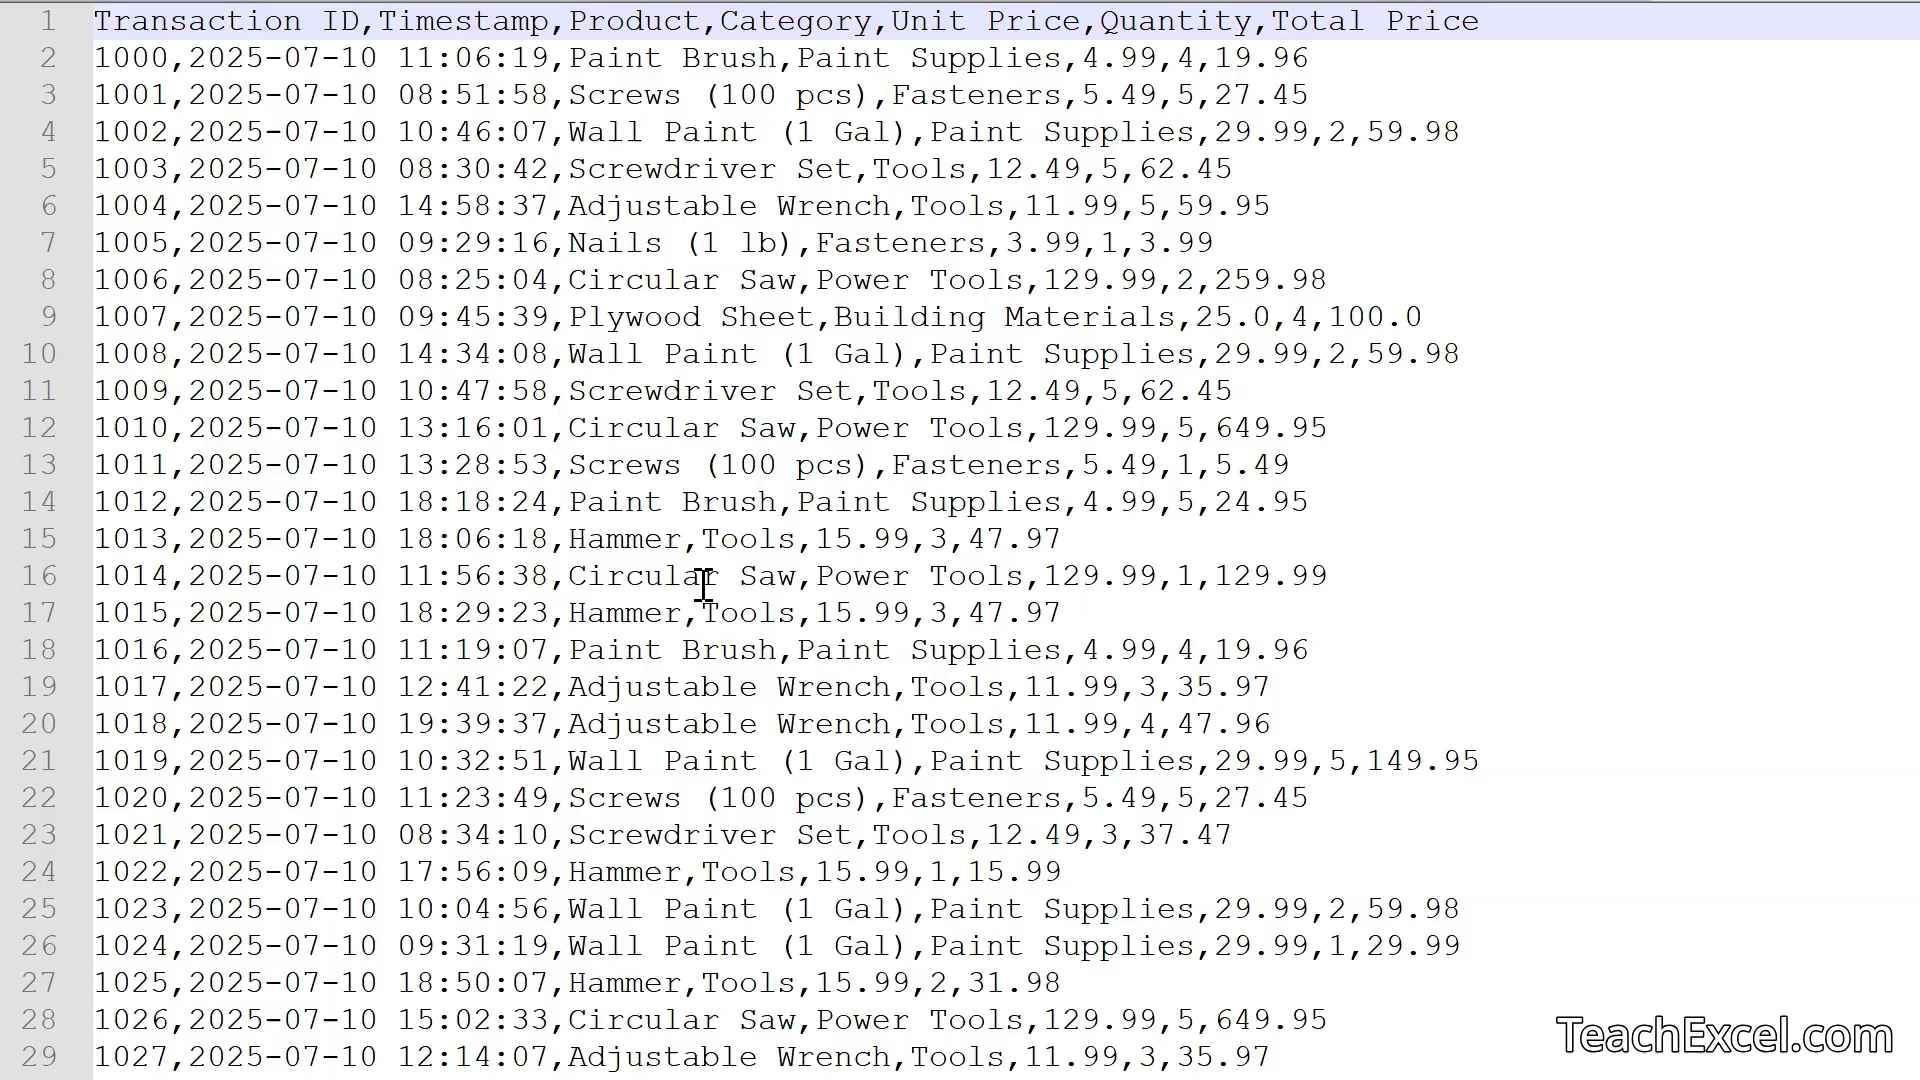 1 Transaction ID,Timestamp,Product,Category,Unit Price,Quantity,Total Price
2 1000,2025-07-10 11:06:19,Paint Brush,Paint Supplies,4.99,4,19.96
3 1001,2025-07-10 08:51:58,Screws (100 pcs),Fasteners,5.49,5,27.45
4 1002,2025-07-10 10:46:07,Wall Paint (1 Gal),Paint Supplies,29.99,2,59.98
5 1003,2025-07-10 08:30:42,Screwdriver Set,Tools,12.49,5,62.45
6 1004,2025-07-10 14:58:37,Adjustable Wrench,Tools,11.99,5,59.95
7 1005,2025-07-10 09:29:16,Nails (1 lb),Fasteners,3.99,1,3.99
8 1006,2025-07-10 08:25:04,Circular Saw,Power Tools,129.99,2,259.98
9 1007,2025-07-10 09:45:39,Plywood Sheet,Building Materials,25.0,4,100.0
10 1008,2025-07-10 14:34:08,Wall Paint (1 Gal),Paint Supplies,29.99,2,59.98
11 1009,2025-07-10 10:47:58,Screwdriver Set,Tools,12.49,5,62.45
12 1010,2025-07-10 13:16:01,Circular Saw,Power Tools,129.99,5,649.95
13 1011,2025-07-10 13:28:53,Screws (100 pcs),Fasteners,5.49,1,5.49
14 1012,2025-07-10 18:18:24,Paint Brush,Paint Supplies,4.99,5,24.95
15 1013,2025-07-10 18:06:18,Hammer,Tools,15.99,3,47.97
16 1014,2025-07-10 11:56:38,Circular Saw,Power Tools,129.99,1,129.99
17 1015,2025-07-10 18:29:23,Hammer,Tools,15.99,3,47.97
18 1016,2025-07-10 11:19:07,Paint Brush,Paint Supplies,4.99,4,19.96
19 1017,2025-07-10 12:41:22,Adjustable Wrench,Tools,11.99,3,35.97
20 1018,2025-07-10 19:39:37,Adjustable Wrench,Tools,11.99,4,47.96
21 1019,2025-07-10 10:32:51,Wall Paint (1 Gal),Paint Supplies,29.99,5,149.95
22 1020,2025-07-10 11:23:49,Screws (100 pcs),Fasteners,5.49,5,27.45
23 1021,2025-07-10 08:34:10,Screwdriver Set,Tools,12.49,3,37.47
24 1022,2025-07-10 17:56:09,Hammer,Tools,15.99,1,15.99
25 1023,2025-07-10 10:04:56,Wall Paint (1 Gal),Paint Supplies,29.99,2,59.98
26 1024,2025-07-10 09:31:19,Wall Paint (1 Gal),Paint Supplies,29.99,1,29.99
27 1025,2025-07-10 18:50:07,Hammer,Tools,15.99,2,31.98
28 1026,2025-07-10 15:02:33,Circular Saw,Power Tools,129.99,5,649.95
29 1027,2025-07-10 12:14:07,Adjustable Wrench,Tools,11.99,3,35.97
TeachExcel.com